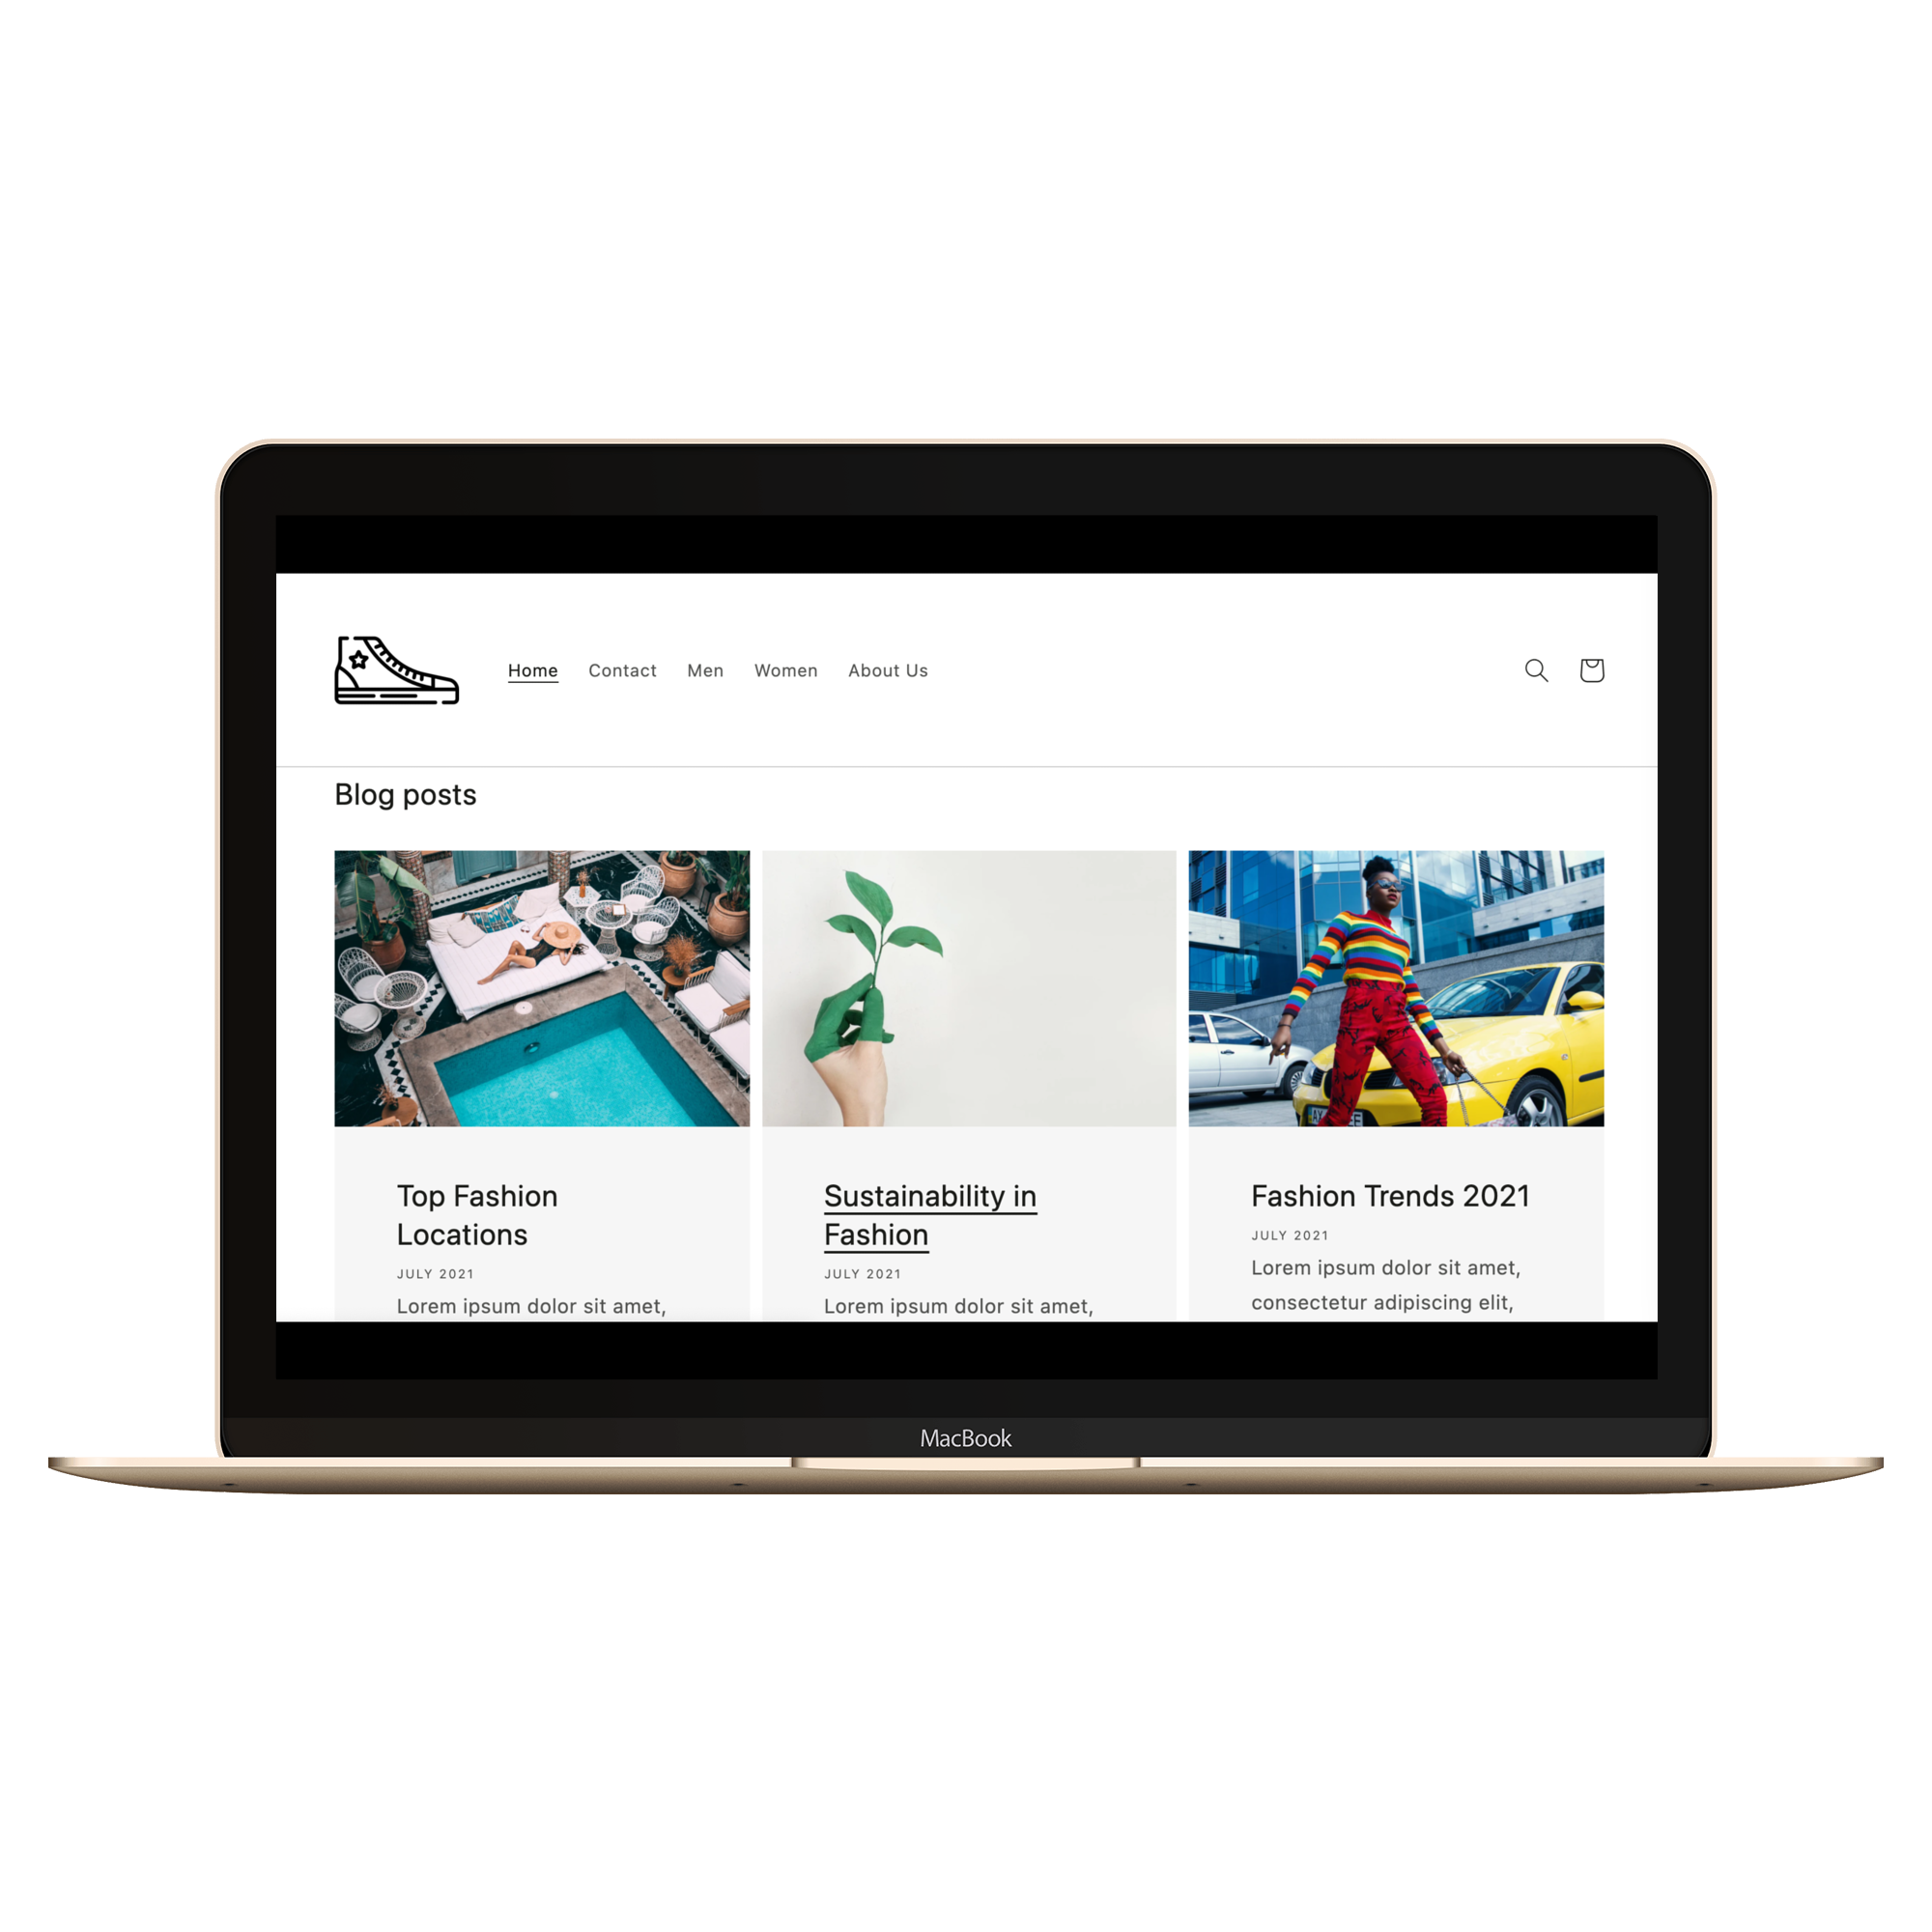 Home Contact Men Women About Us
Blog posts
Top Fashion
Locations
JULY 2021
Lorem ipsum dolor sit amet,
Sustainability in
Fashion
JULY 2021
Lorem ipsum dolor sit amet,
Fashion Trends 2021
JULY 2021
Lorem ipsum dolor sit amet,
consectetur adipiscing elit,
MacBook